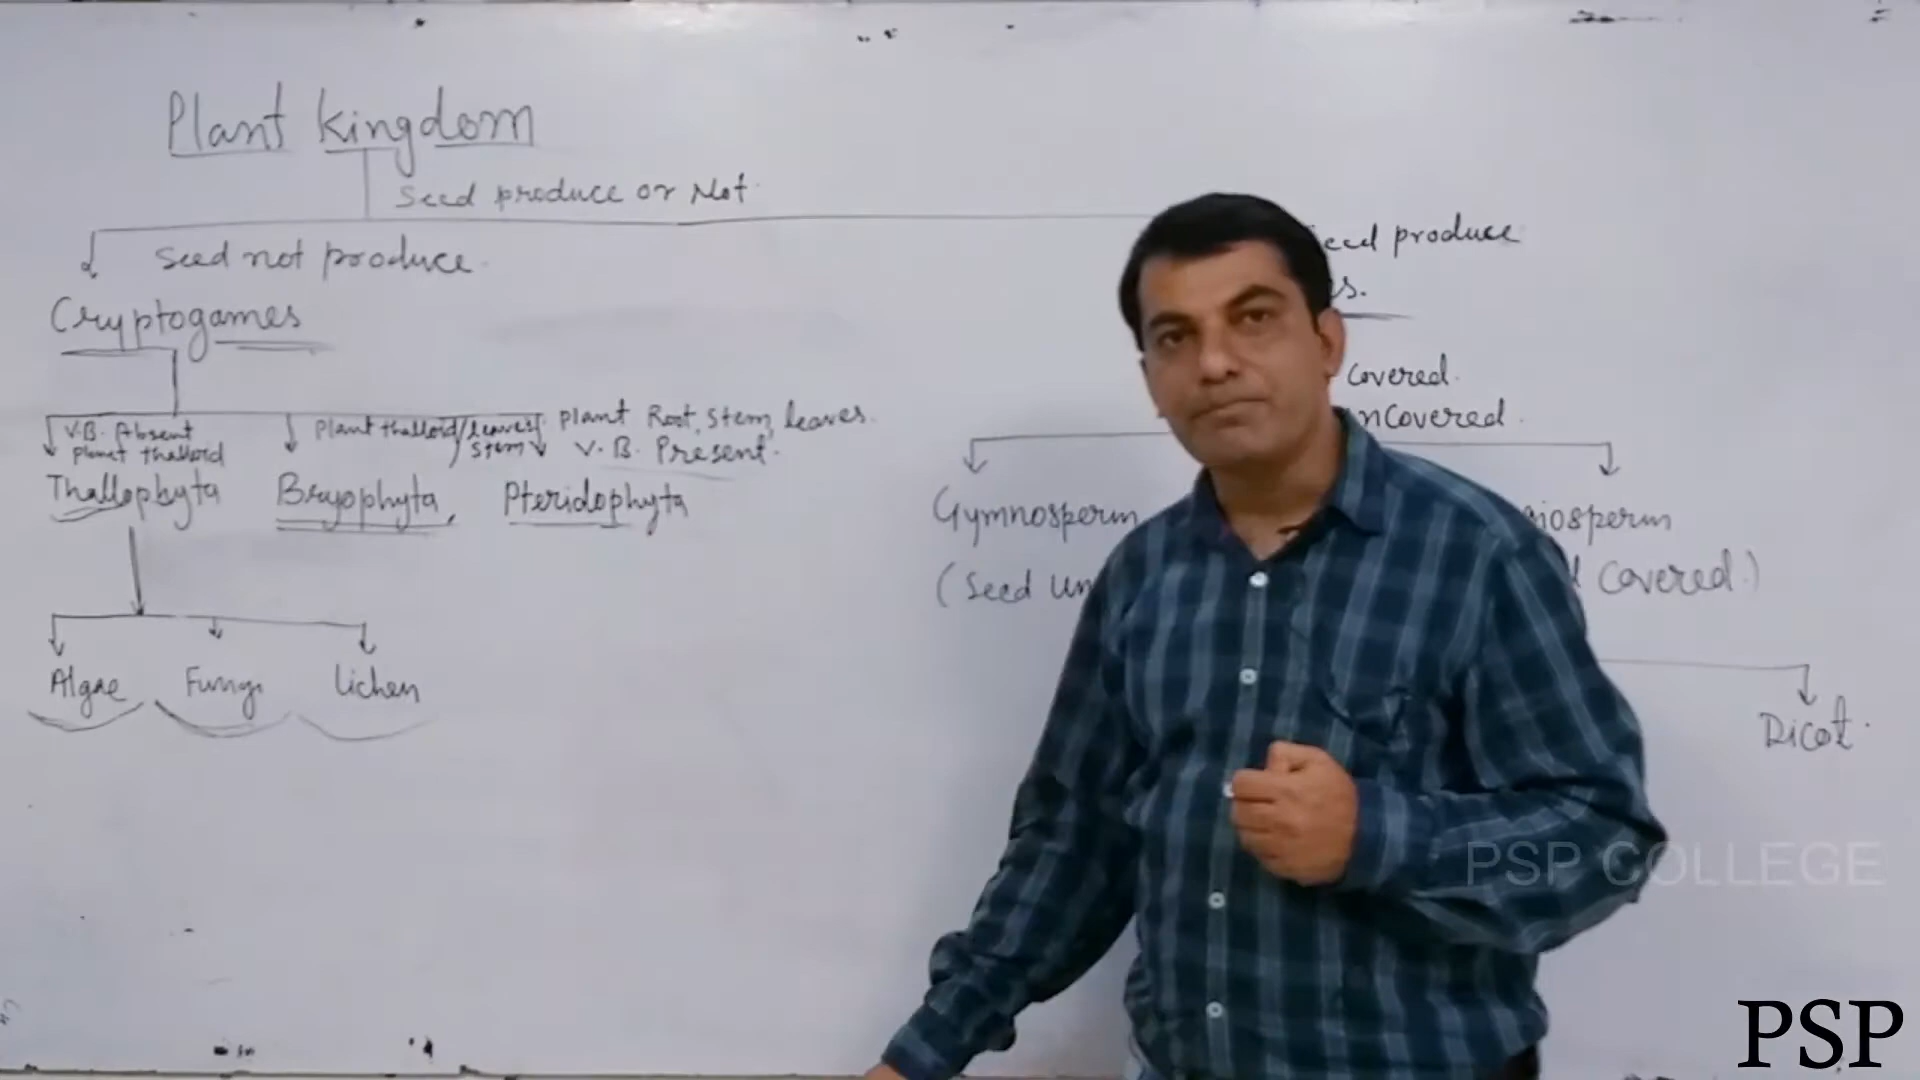 Plant kingdom
Seed produce or Not.
Seed not produce.
eed produce
Cryptogames
s.
covered.
ncovered.
V.B. Absent
Plant thalloid
Plant thalloid/leaves/
stem
plant Root, stem, leaves.
V.B. Present.
Thallophyta
Bryophyta,
Pteridophyta
Gymnosperm
giosperm
(Seed un
d Covered.)
Algae
Fungi
lichen
Dicot.
PSP COLLEGE
PSP